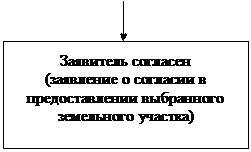 Заявитель согласен
(заявление о согласии в
предоставлении выбранного
земельного участка)